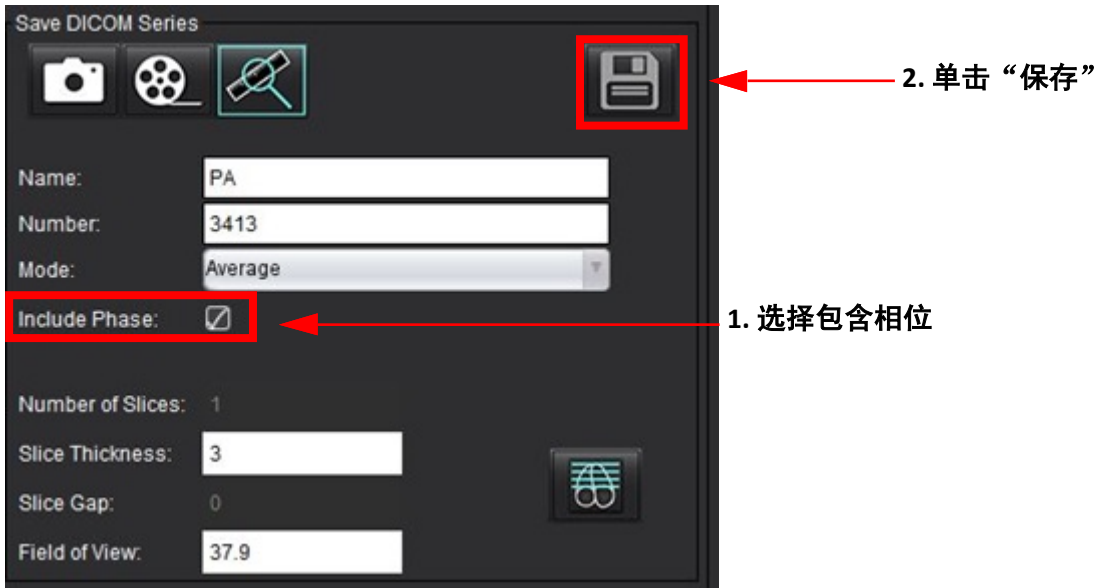 Save DICOM Series
2. 单击“保存”
Name: PA
Number: 3413
Mode: Average
Include Phase:
1. 选择包含相位
Number of Slices: 1
Slice Thickness: 3
Slice Gap: 0
Field of View: 37.9